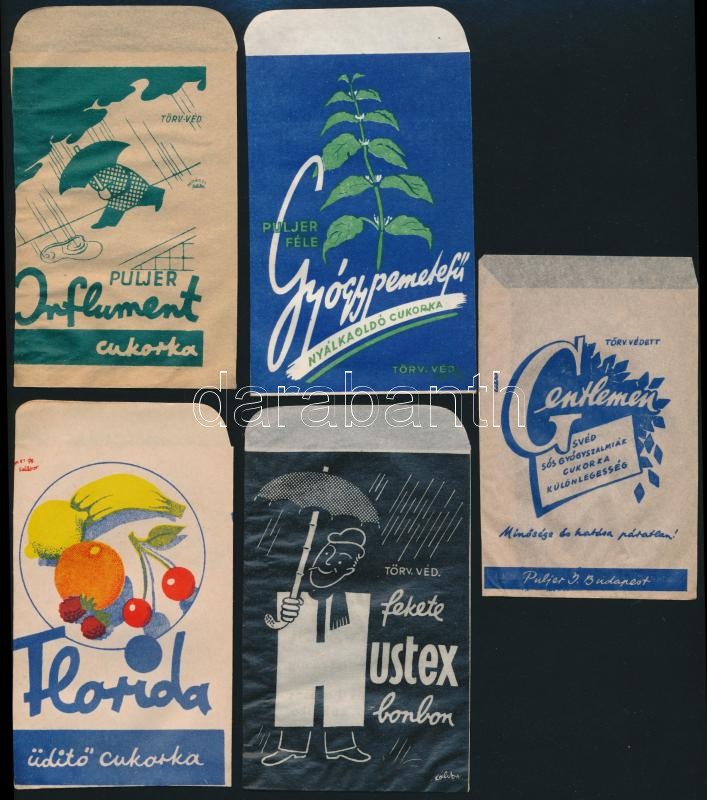 TÖRV. VÉD.
PULJER
Influment
cukorka
PULJER
FÉLE
Gyógypemetefű
NYÁLKAOLDÓ CUKORKA
TÖRV. VÉD.
TÖRV. VÉDETT
Gentlemen
SVÉD
SÓS GYÓGYSZALMIÁK
CUKORKA
KÜLÖNLEGESSÉG
Minősége és hatása páratlan!
Puljer I. Budapest
darabanth
Florida
üdítő cukorka
TÖRV. VÉD.
fekete
Hustex
bonbon